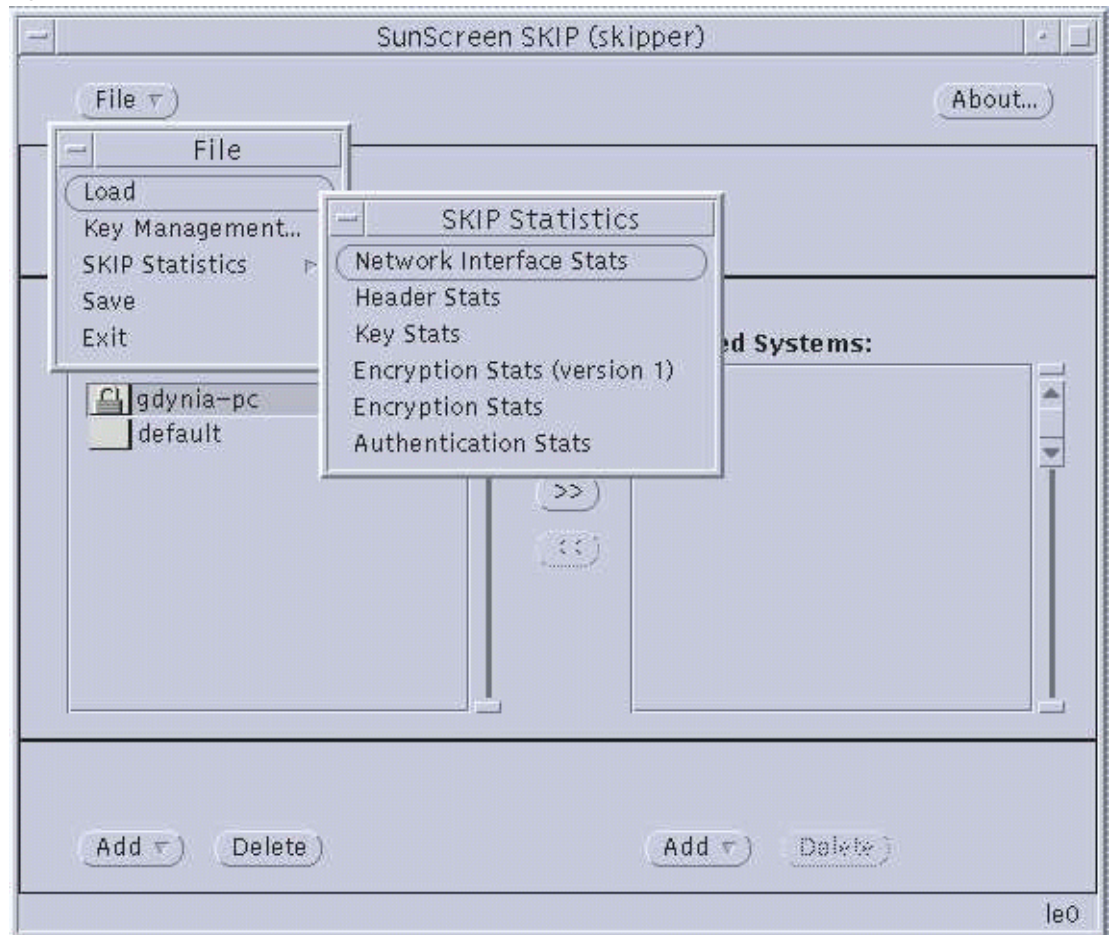 SunScreen SKIP (skipper)
File
About...
File
Load
Key Management...
SKIP Statistics
Save
Exit
SKIP Statistics
Network Interface Stats
Header Stats
Key Stats
Encryption Stats (version 1)
Encryption Stats
Authentication Stats
ed Systems:
gdynia-pc
default
>>
<<
Add
Delete
Add
Delete
le0